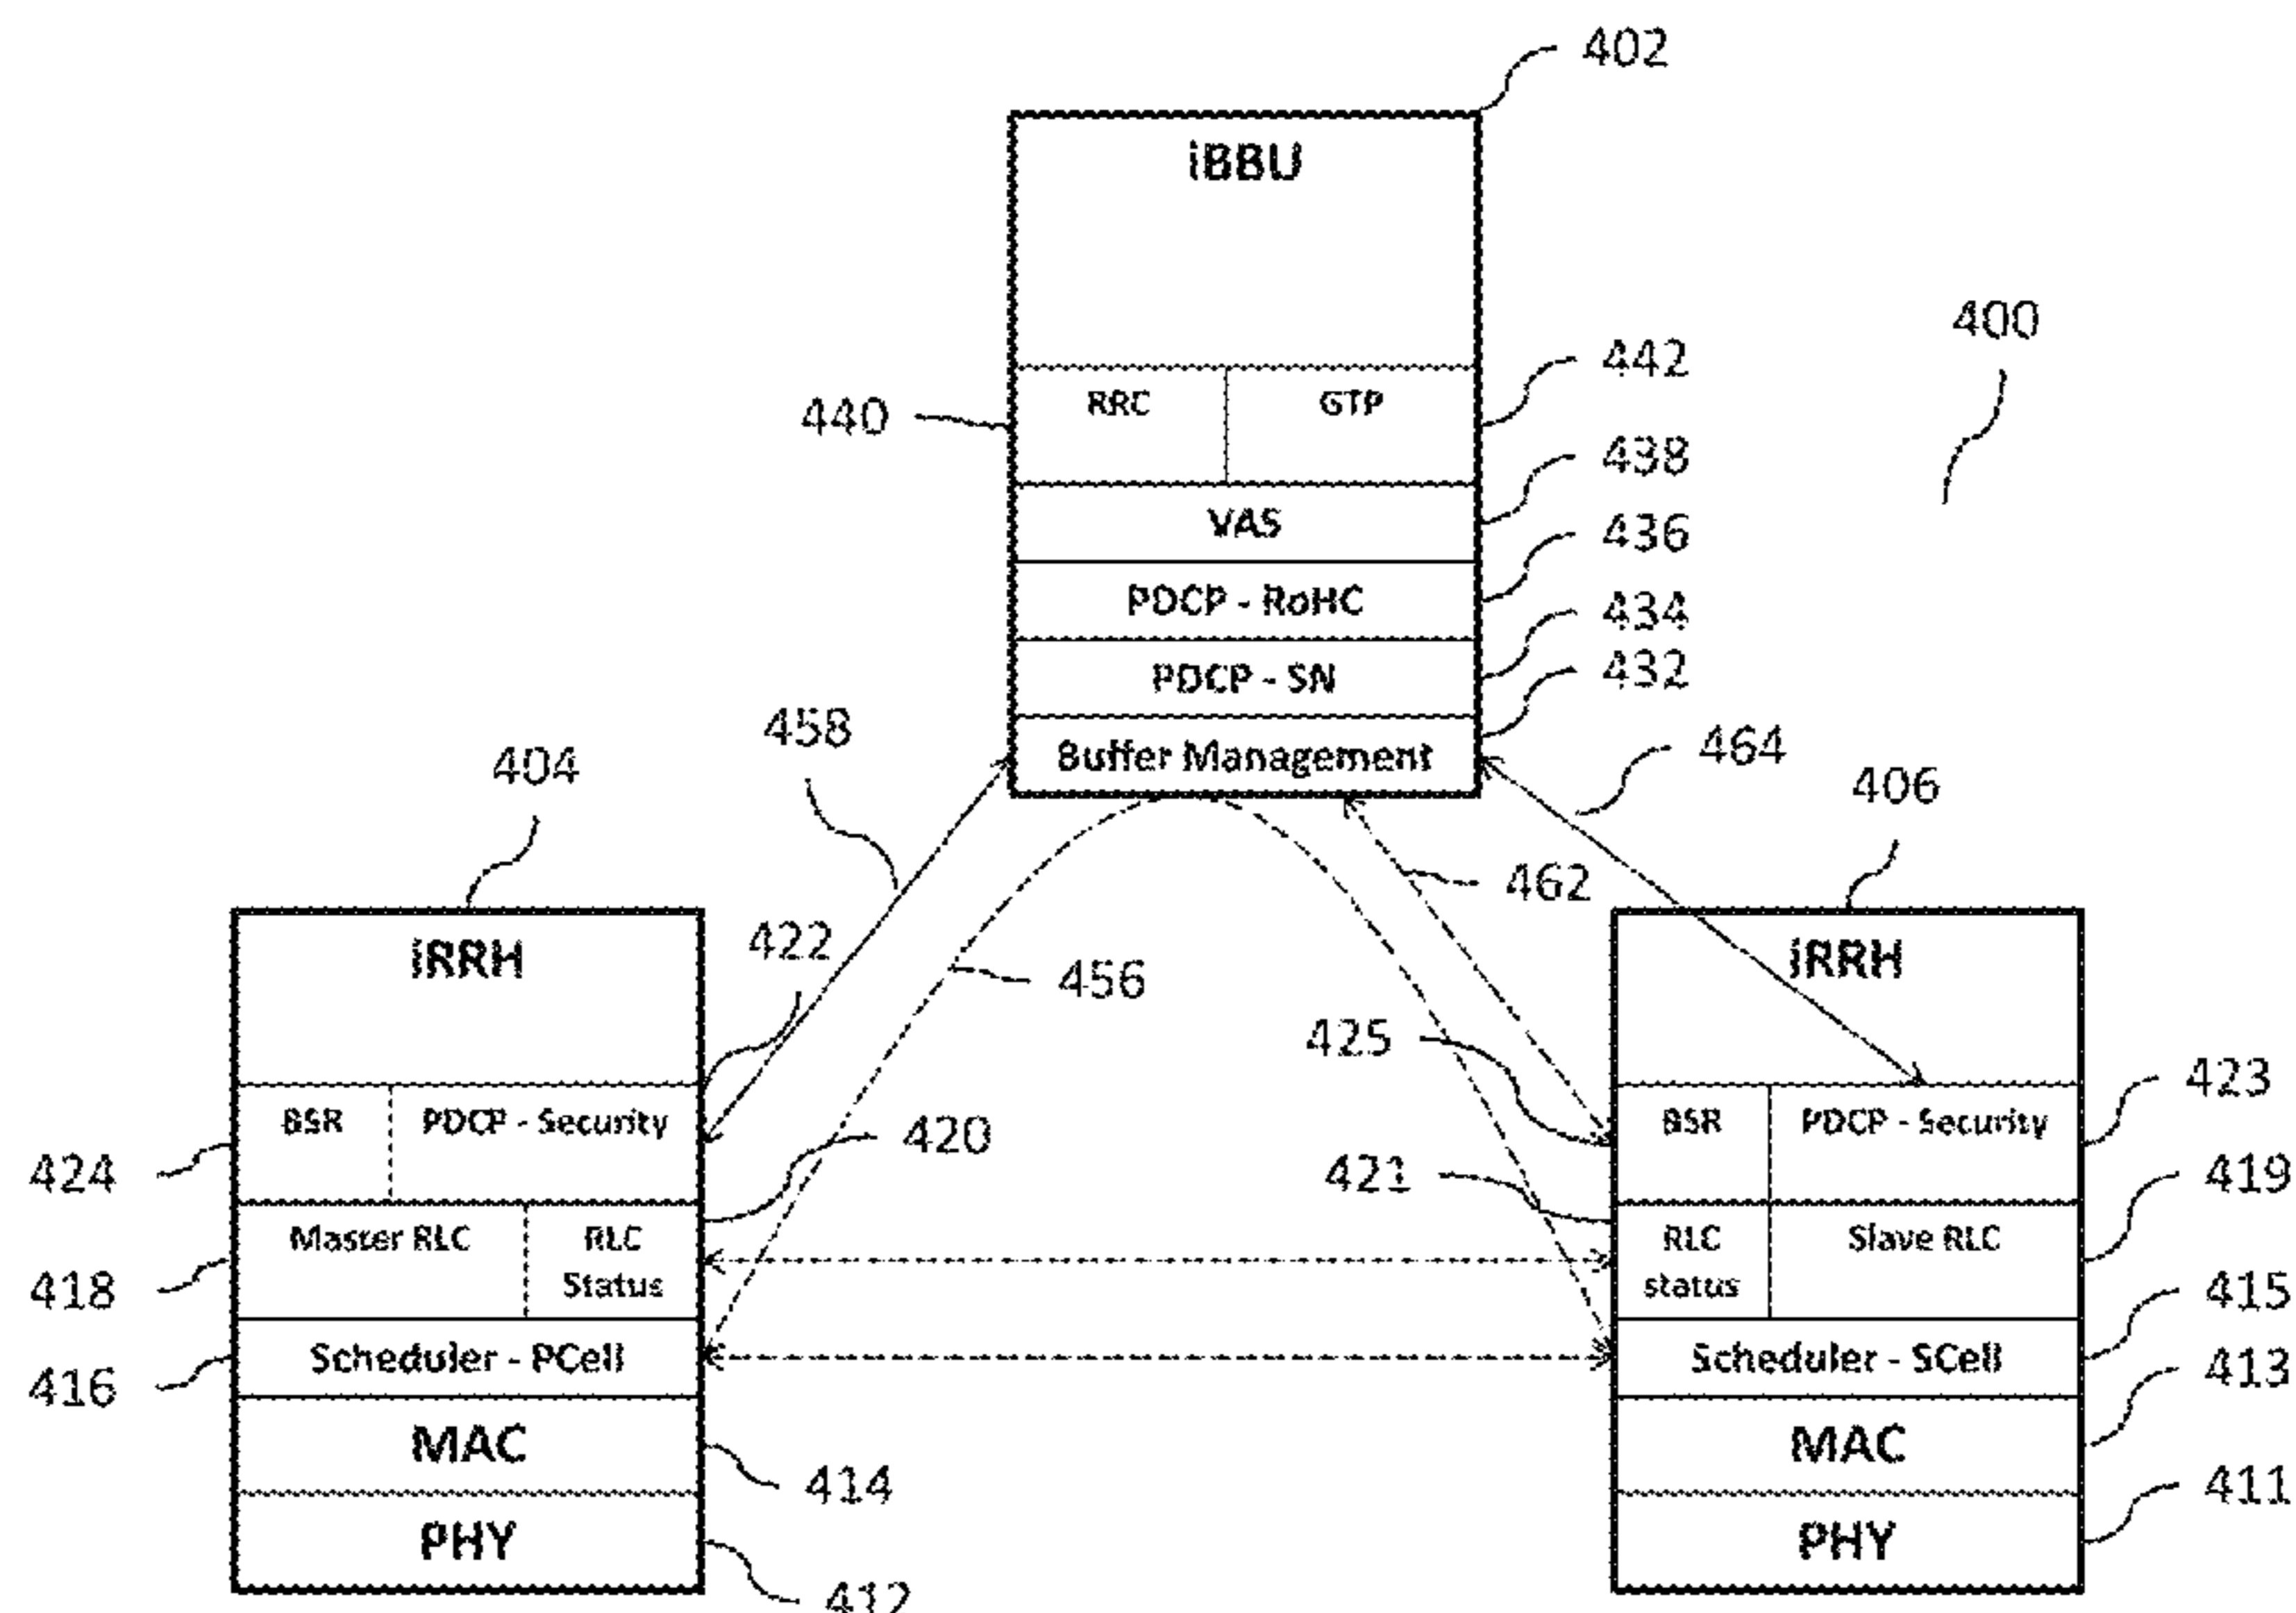 402
iBBU
400
RRC
GTP
442
440
438
VAS
436
PDCP - RoHC
434
PDCP - SN
432
Buffer Management
458
464
404
406
462
422
iRRH
456
iRRH
425
423
BSR
PDCP - Security
420
BSR
PDCP - Security
424
421
419
Master RLC
RLC
Status
RLC
status
Slave RLC
418
415
Scheduler - PCell
Scheduler - SCell
416
413
MAC
MAC
414
411
PHY
PHY
412